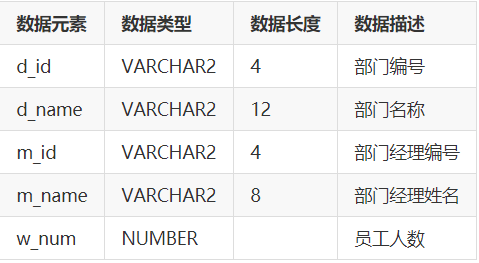 数据元素 数据类型 数据长度 数据描述
d_id VARCHAR2 4 部门编号
d_name VARCHAR2 12 部门名称
m_id VARCHAR2 4 部门经理编号
m_name VARCHAR2 8 部门经理姓名
w_num NUMBER 员工人数